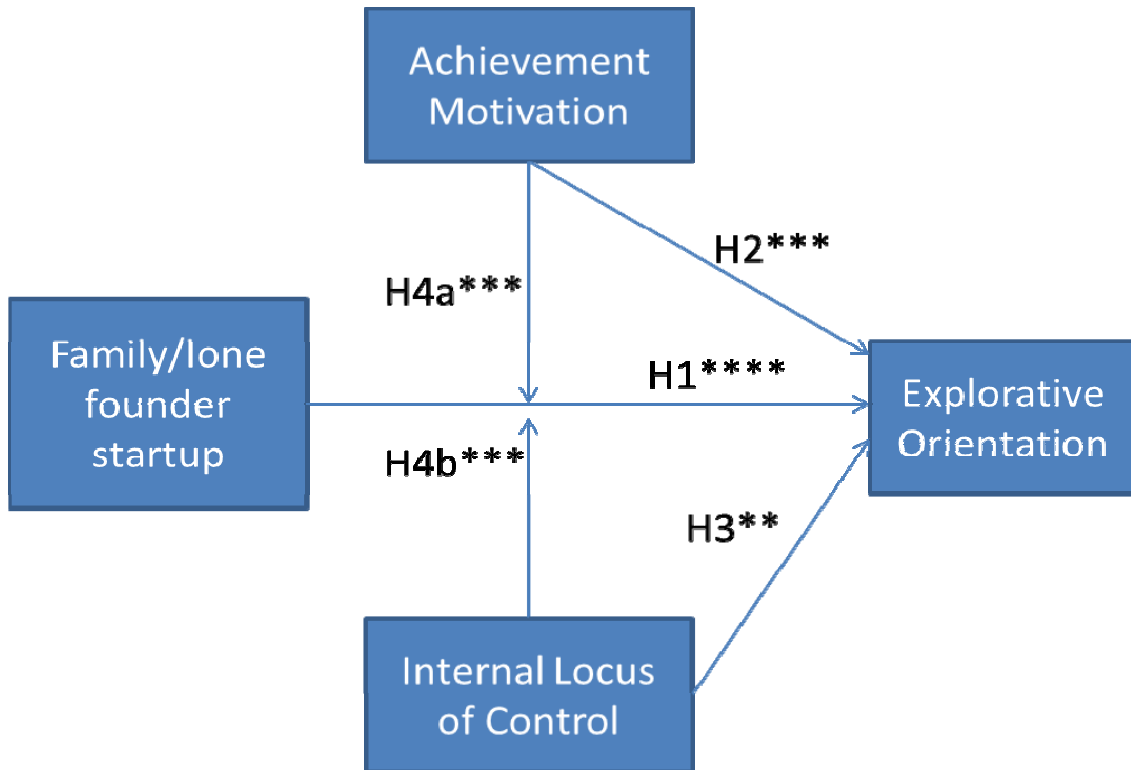 Achievement
Motivation
H2***
H4a***
Family/lone
founder
startup
H1****
Explorative
Orientation
H4b***
H3**
Internal Locus
of Control